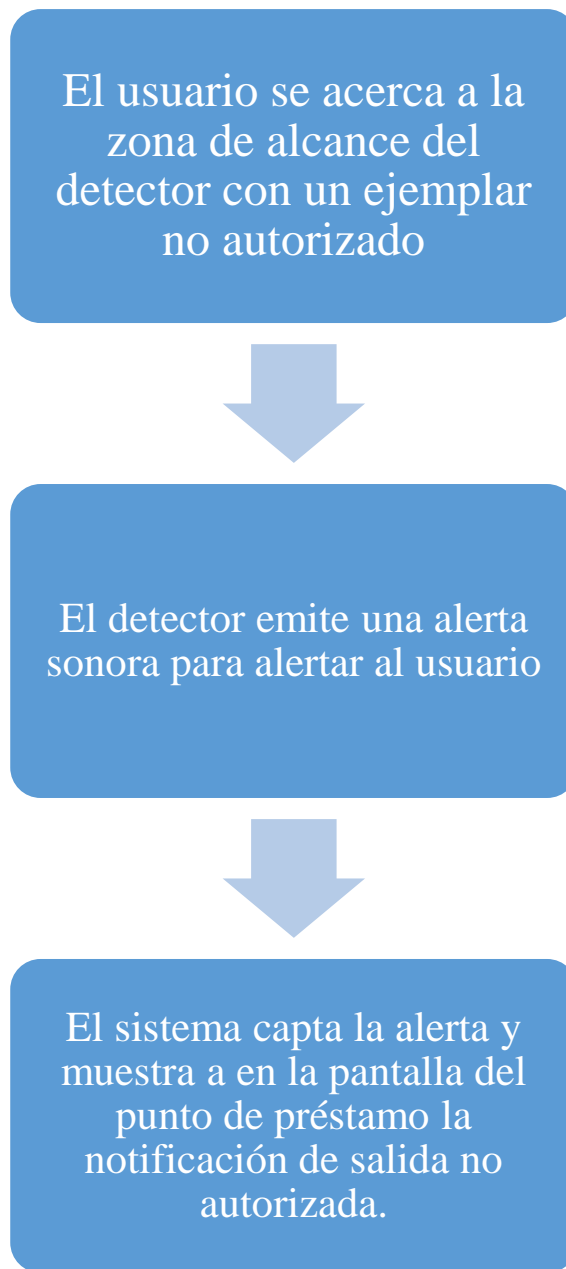 El usuario se acerca a la
zona de alcance del
detector con un ejemplar
no autorizado
El detector emite una alerta
sonora para alertar al usuario
El sistema capta la alerta y
muestra a en la pantalla del
punto de préstamo la
notificación de salida no
autorizada.